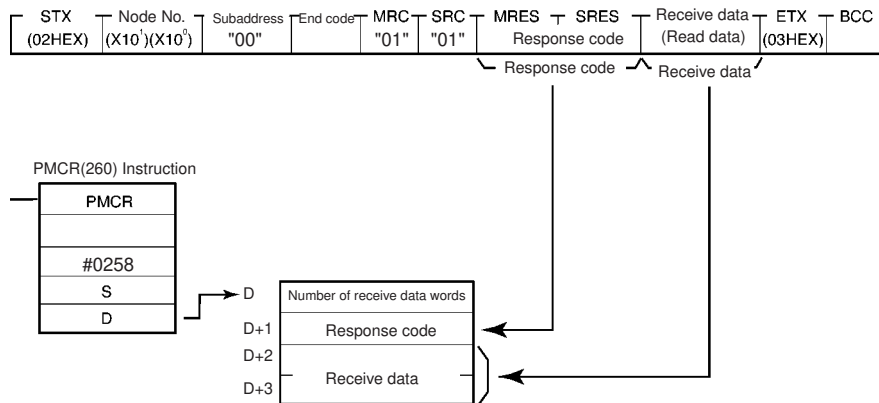 STX Node No. Subaddress End code MRC SRC MRES SRES Receive data ETX BCC
(02HEX) (X10¹)(X10⁰) "00" "01" "01" Response code (Read data) (03HEX)
Response code Receive data
PMCR(260) Instruction
PMCR
#0258
S
D
D Number of receive data words
D+1 Response code
D+2
Receive data
D+3